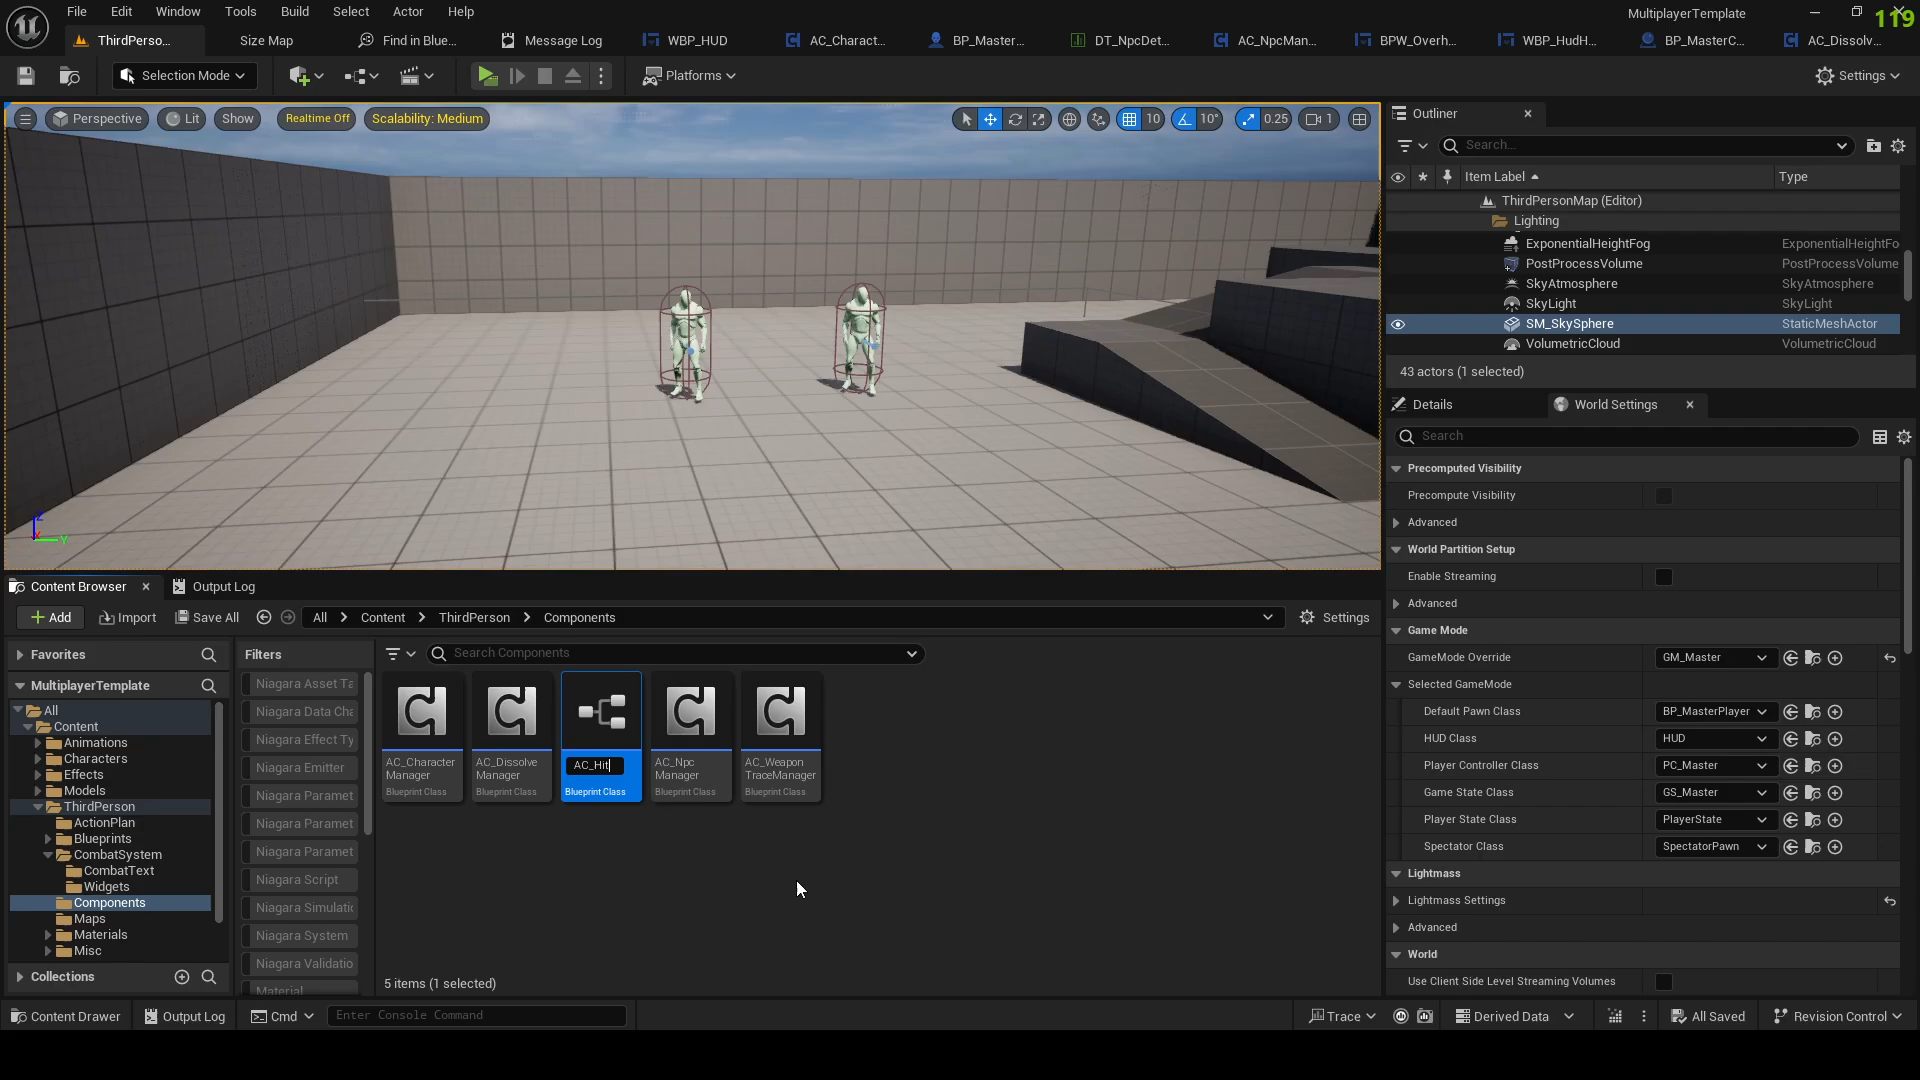 File Edit Window Tools Build Select Actor Help
MultiplayerTemplate
119
ThirdPerso...
Size Map
Find in Blue...
Message Log
WBP_HUD
AC_Charact...
BP_Master...
DT_NpcDet...
AC_NpcMan...
BPW_Overh...
WBP_HudH...
BP_MasterC...
AC_Dissolv...
Selection Mode
Platforms
Settings
Perspective
Lit
Show
Realtime Off
Scalability: Medium
10
10°
0.25
1
Z
Y
Outliner
Search...
Item Label
Type
ThirdPersonMap (Editor)
Lighting
ExponentialHeightFog ExponentialHeightFo
PostProcessVolume PostProcessVolume
SkyAtmosphere SkyAtmosphere
SkyLight SkyLight
SM_SkySphere StaticMeshActor
VolumetricCloud VolumetricCloud
43 actors (1 selected)
Details
World Settings
Search
Precomputed Visibility
Precompute Visibility
Advanced
World Partition Setup
Enable Streaming
Advanced
Game Mode
GameMode Override GM_Master
Selected GameMode
Default Pawn Class BP_MasterPlayer
HUD Class HUD
Player Controller Class PC_Master
Game State Class GS_Master
Player State Class PlayerState
Spectator Class SpectatorPawn
Lightmass
Lightmass Settings
Advanced
World
Use Client Side Level Streaming Volumes
Content Browser
Output Log
Add
Import
Save All
All > Content > ThirdPerson > Components
Settings
Favorites
MultiplayerTemplate
All
Content
Animations
Characters
Effects
Models
ThirdPerson
ActionPlan
Blueprints
CombatSystem
CombatText
Widgets
Components
Maps
Materials
Misc
Collections
Filters
Niagara Asset Ta
Niagara Data Cha
Niagara Effect Ty
Niagara Emitter
Niagara Paramet
Niagara Paramet
Niagara Paramet
Niagara Script
Niagara Simulatio
Niagara System
Niagara Validatio
Material
Search Components
AC_Character
Manager
Blueprint Class
AC_Dissolve
Manager
Blueprint Class
AC_Hit
Blueprint Class
AC_Npc
Manager
Blueprint Class
AC_Weapon
TraceManager
Blueprint Class
5 items (1 selected)
Content Drawer
Output Log
Cmd
Enter Console Command
Trace
Derived Data
All Saved
Revision Control